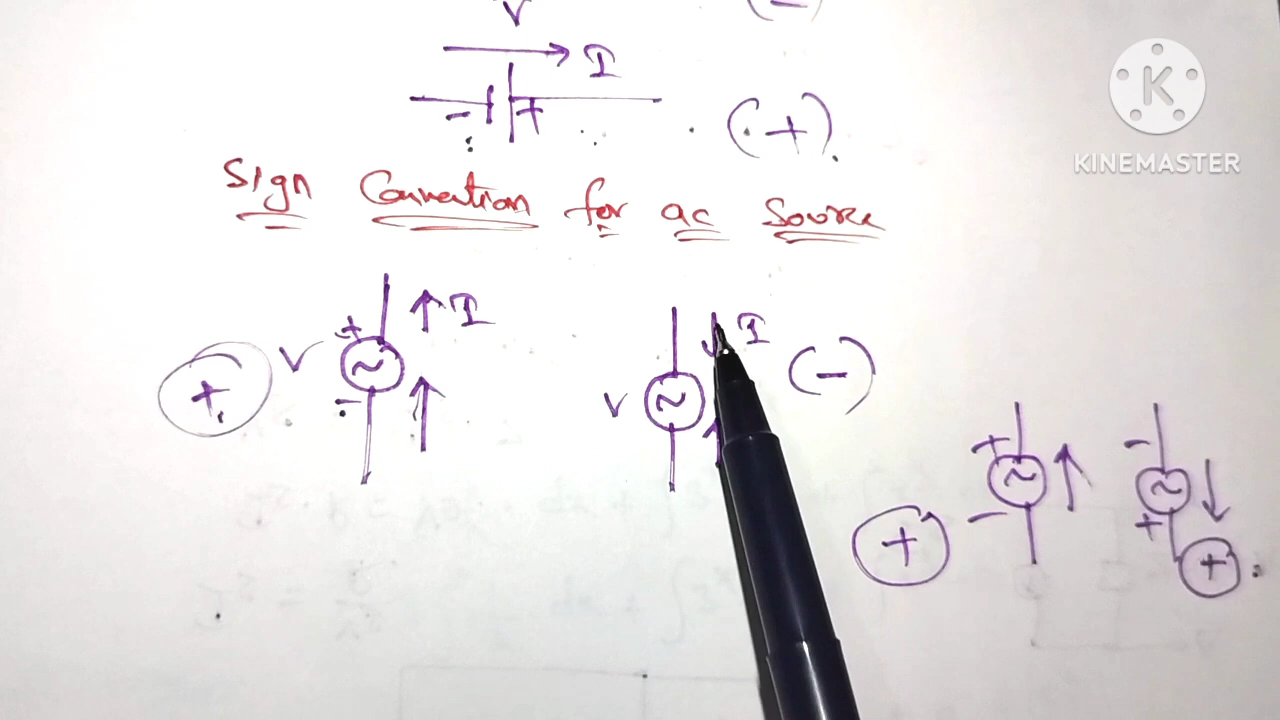 V (-)
I
- + (+)
K
KINEMASTER
Sign Convention for ac Source
+ V + - ~ I
V ~ I (-)
+ + - ~
- + ~ +